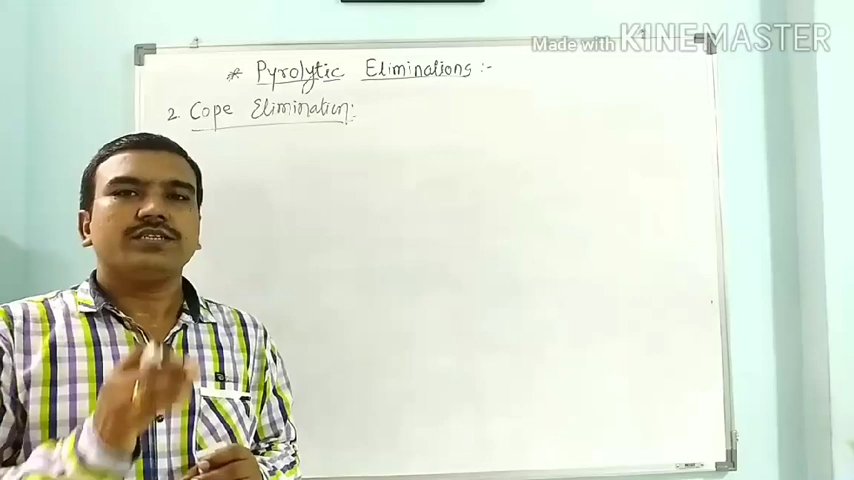 Made with KINEMASTER
* Pyrolytic Eliminations :-
2. Cope Elimination: